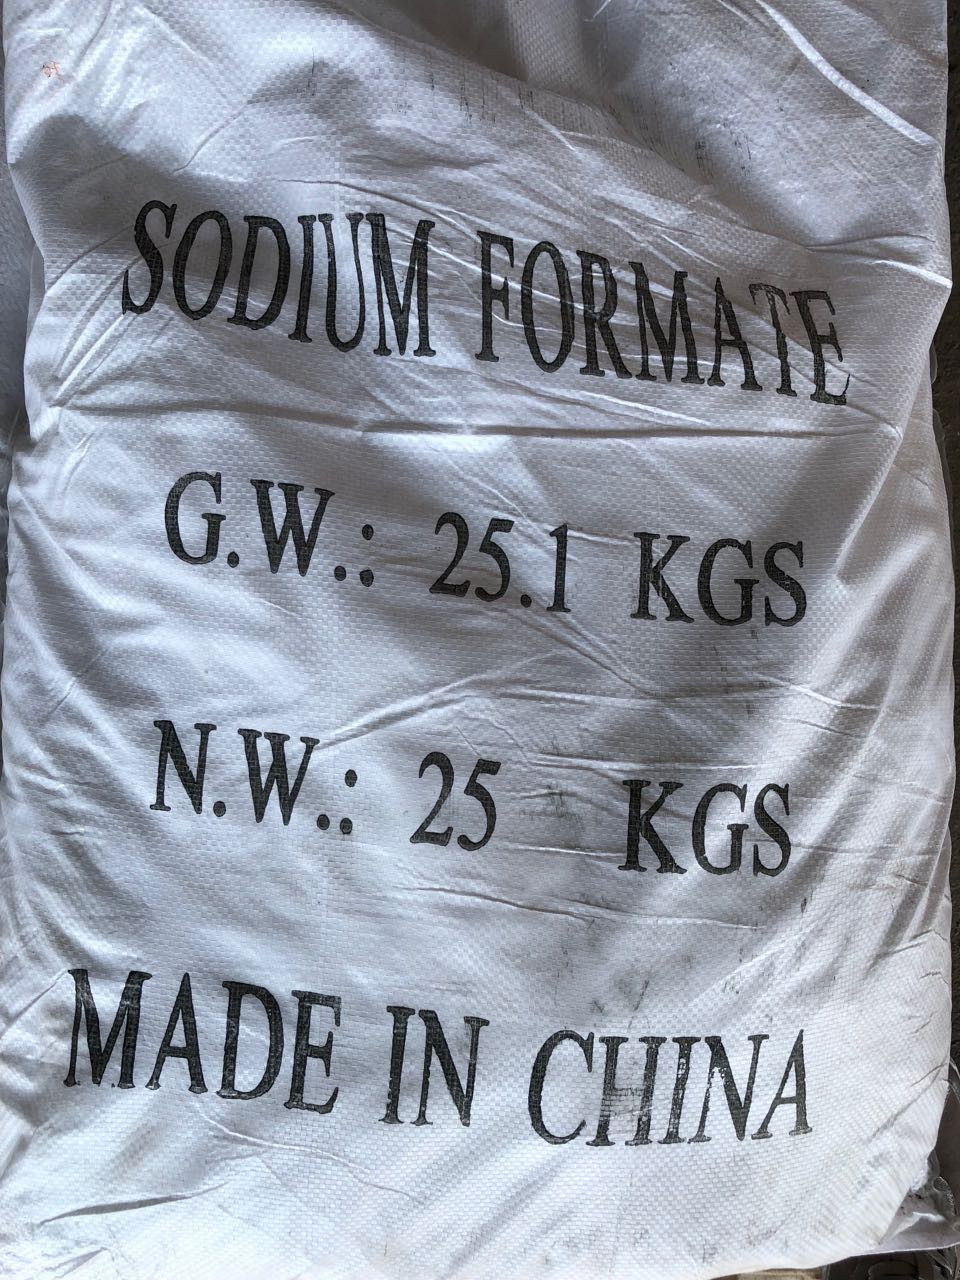 SODIUM FORMATE
G.W.: 25.1 KGS
N.W.: 25 KGS
MADE IN CHINA